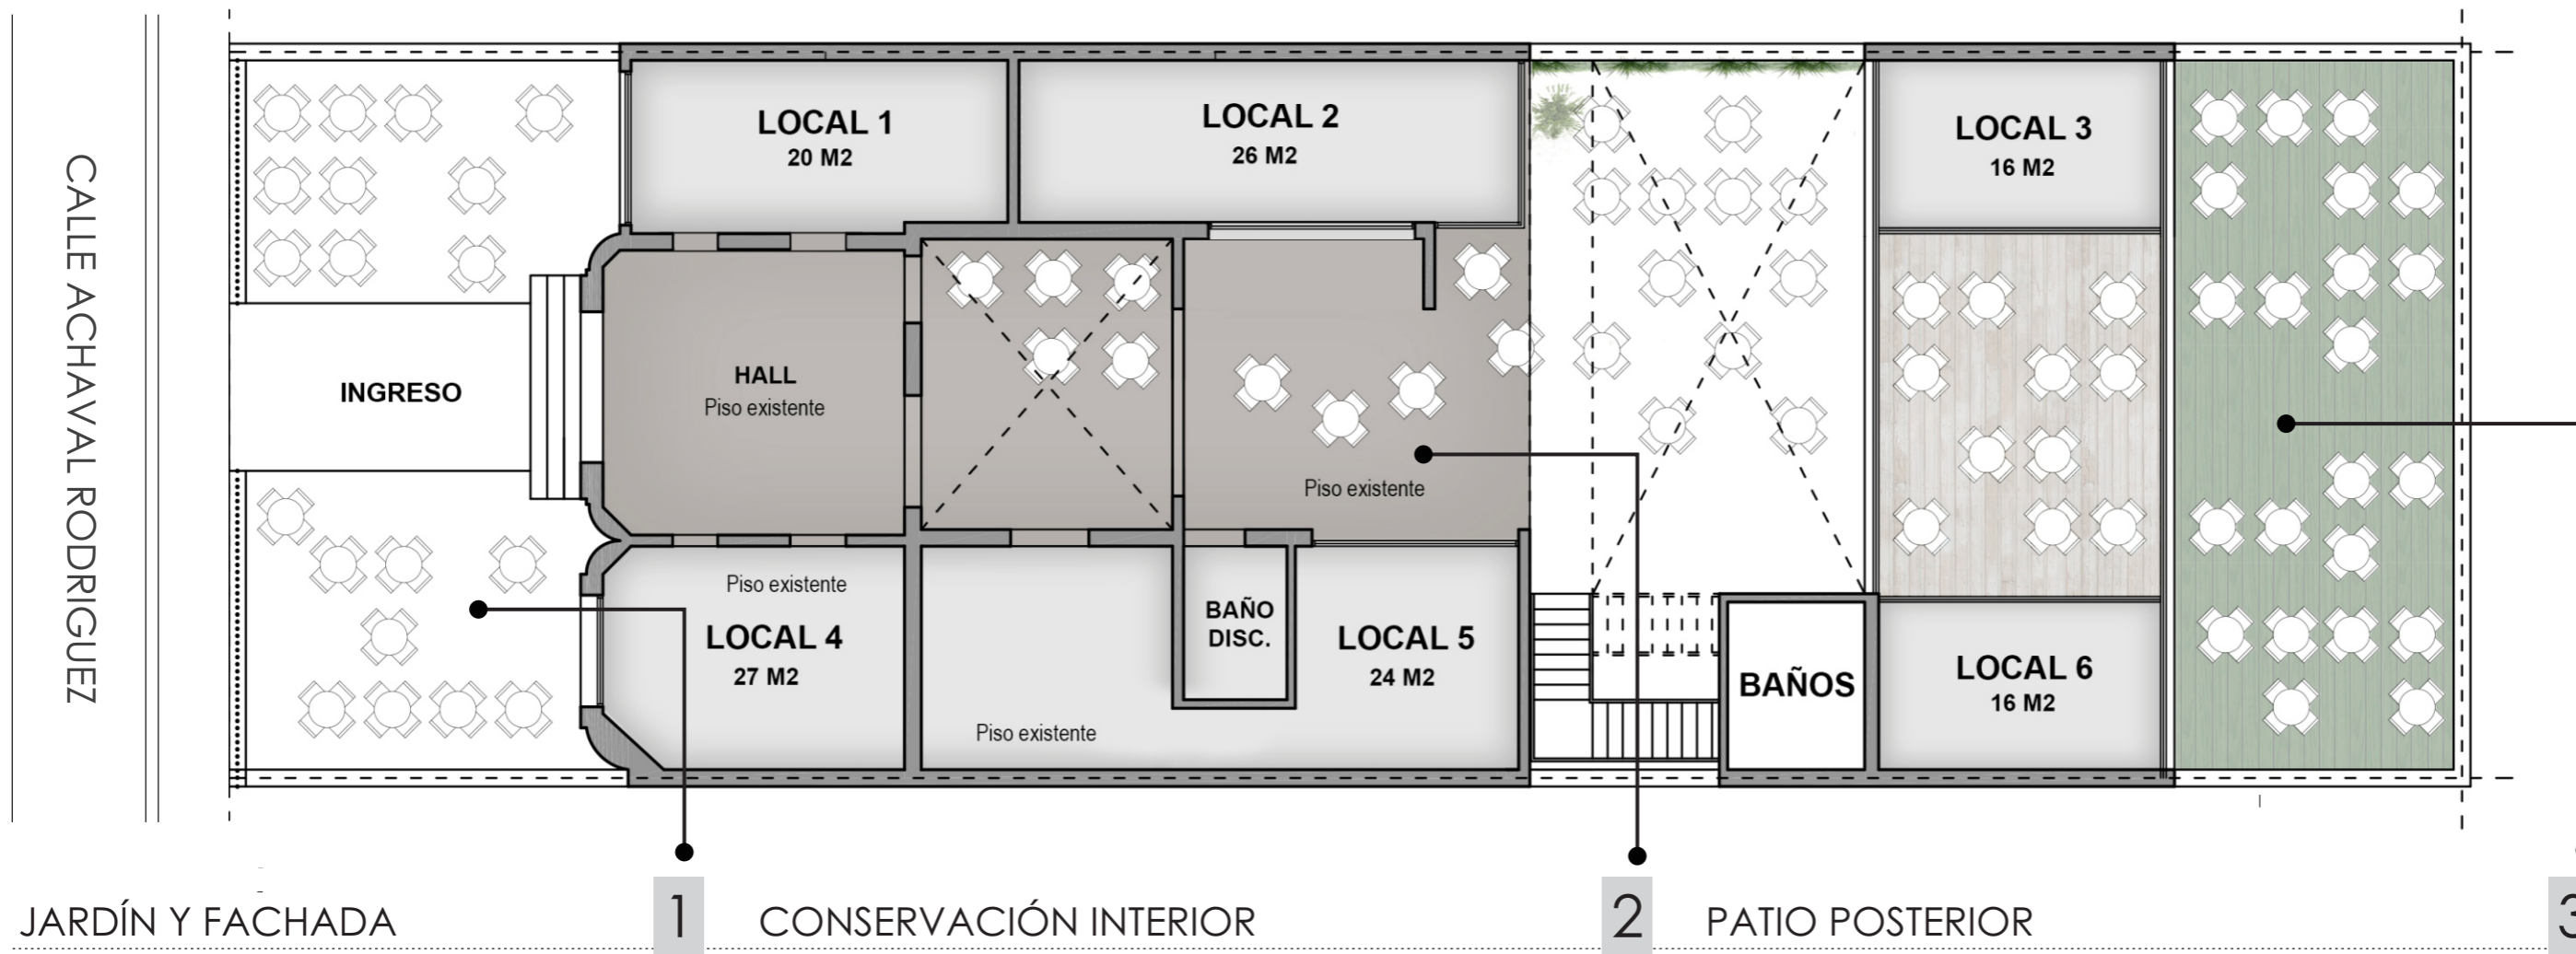 CALLE ACHAVAL RODRIGUEZ
LOCAL 1
20 M2
LOCAL 2
26 M2
LOCAL 3
16 M2
INGRESO
HALL
Piso existente
Piso existente
Piso existente
LOCAL 4
27 M2
BAÑO
DISC.
LOCAL 5
24 M2
Piso existente
BAÑOS
LOCAL 6
16 M2
JARDÍN Y FACHADA
1
CONSERVACIÓN INTERIOR
2
PATIO POSTERIOR
3